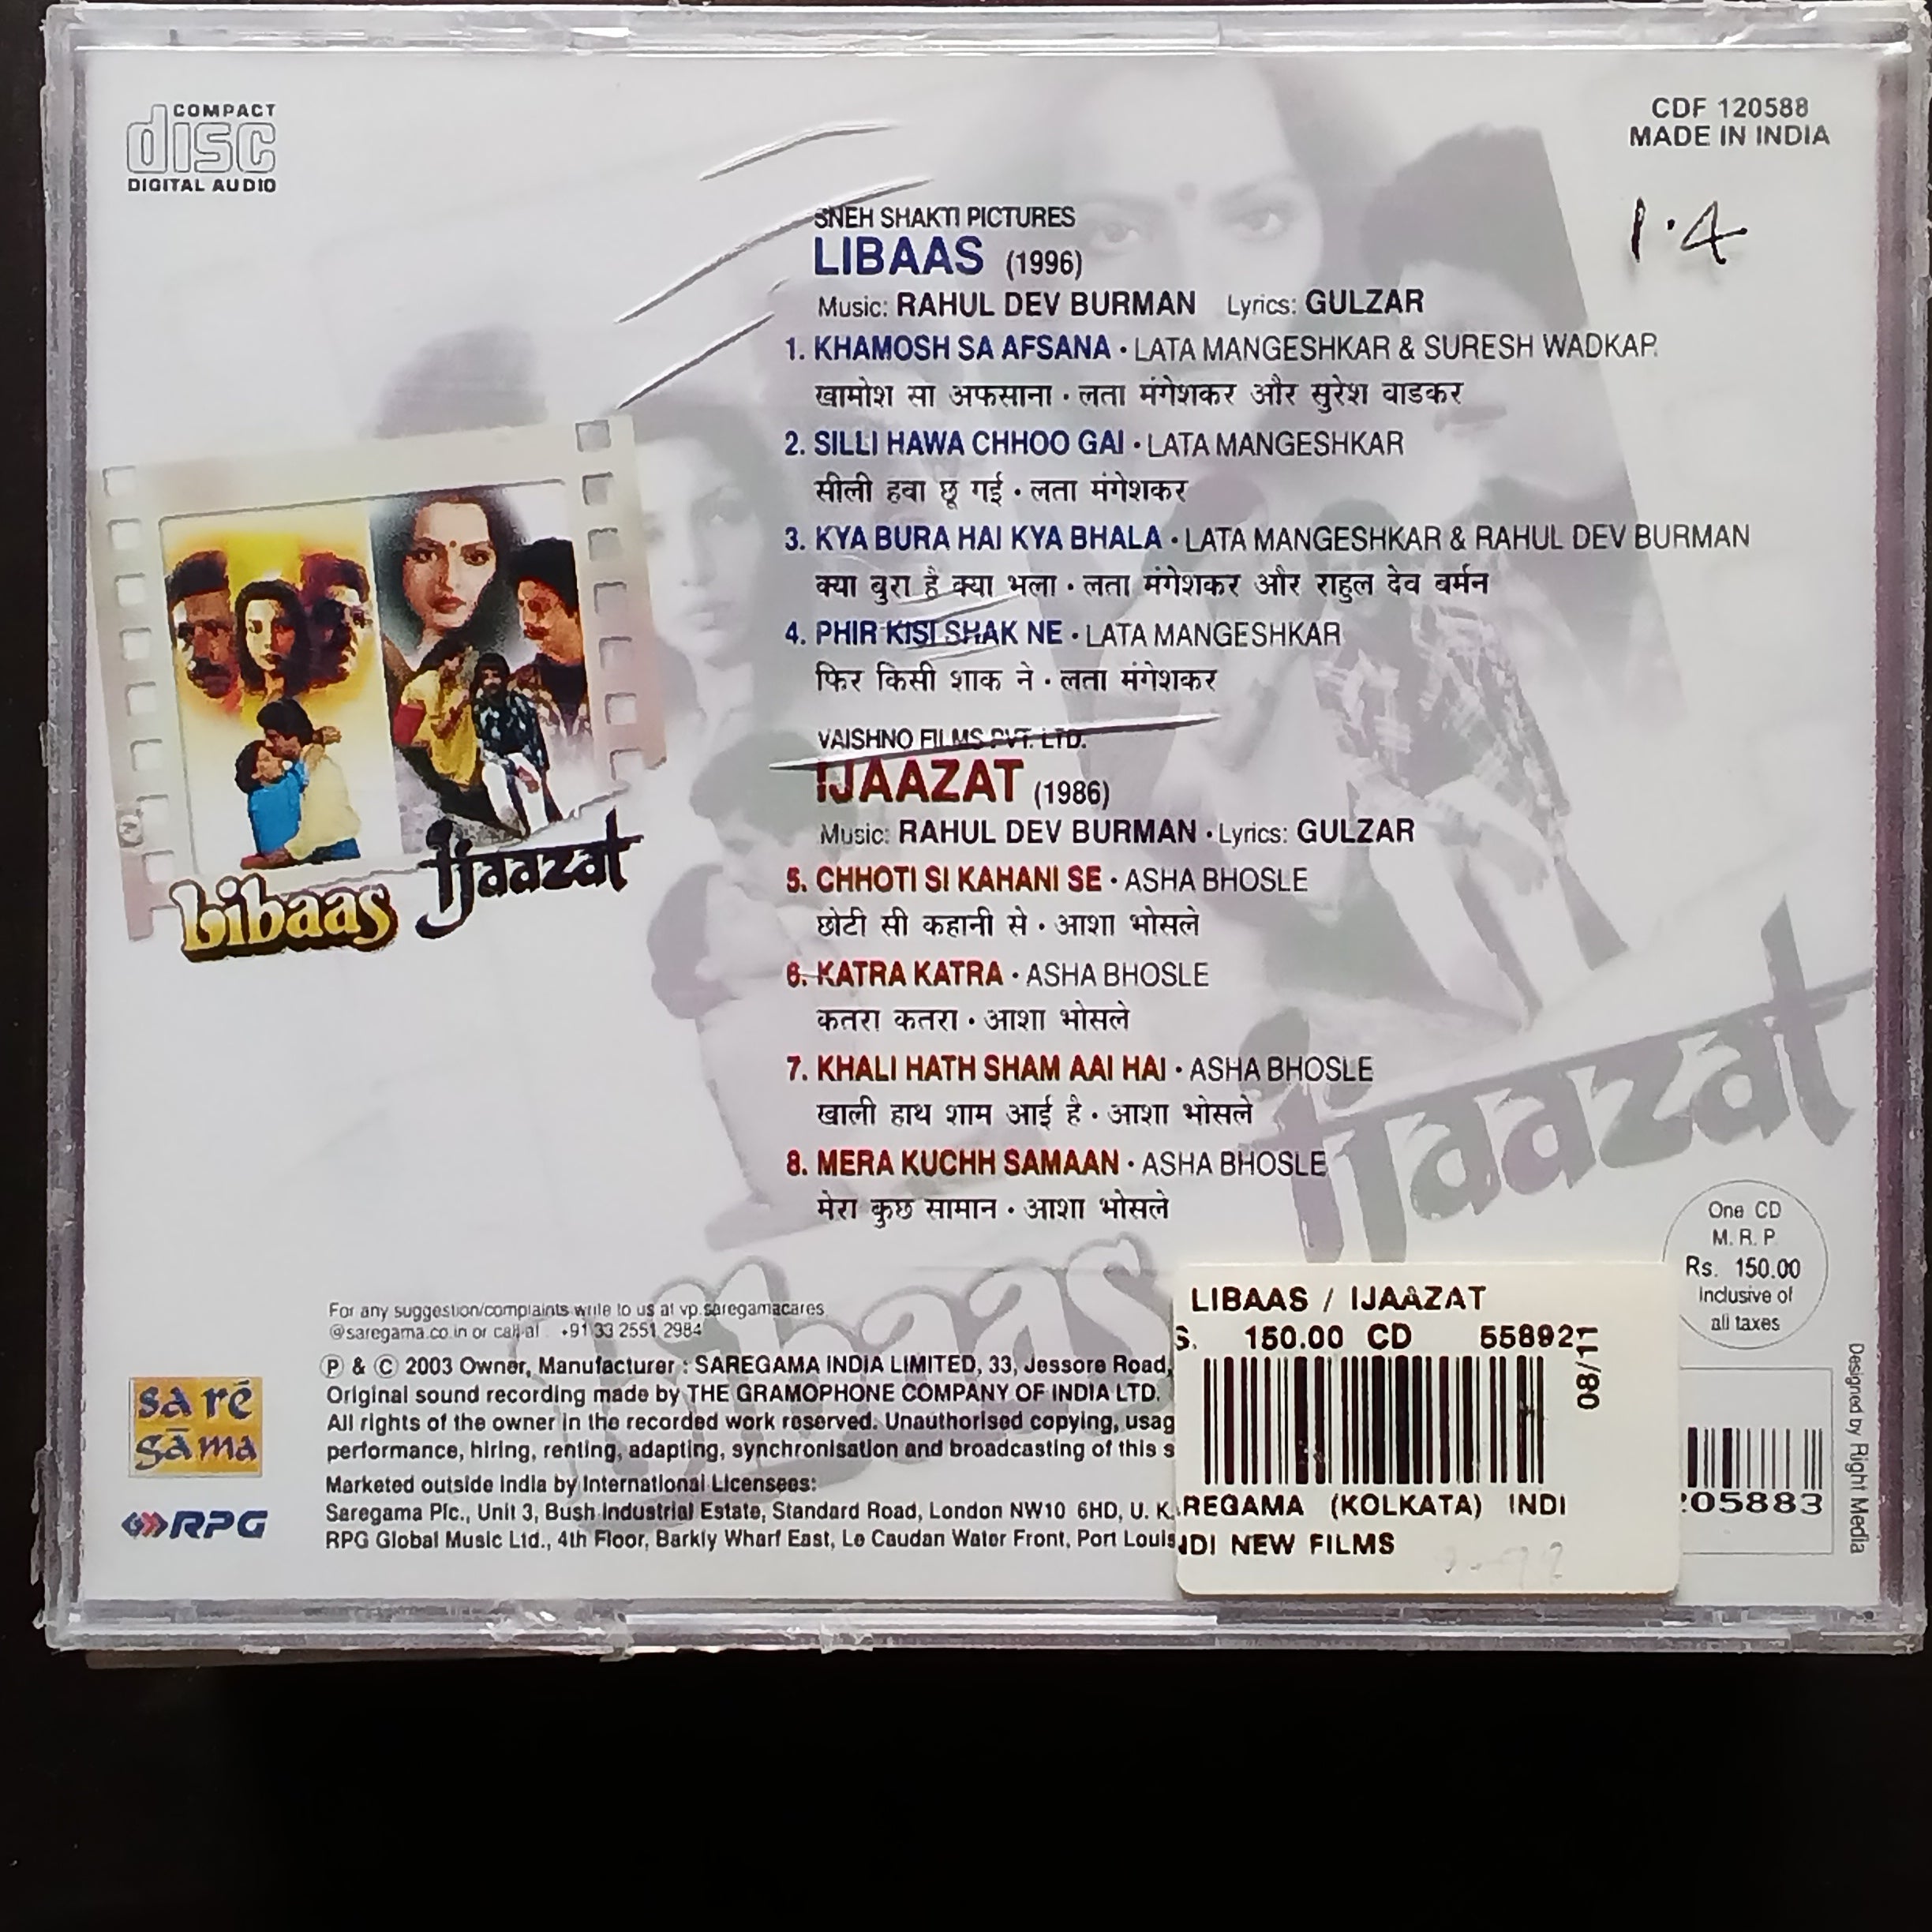 COMPACT
disc
DIGITAL AUDIO
CDF 120588
MADE IN INDIA
1.4
SNEH SHAKTI PICTURES
LIBAAS (1996)
Music: RAHUL DEV BURMAN Lyrics: GULZAR
1. KHAMOSH SA AFSANA • LATA MANGESHKAR & SURESH WADKAR
खामोश सा अफसाना • लता मंगेशकर और सुरेश वाडकर
2. SILLI HAWA CHHOO GAI • LATA MANGESHKAR
सीली हवा छू गई • लता मंगेशकर
3. KYA BURA HAI KYA BHALA • LATA MANGESHKAR & RAHUL DEV BURMAN
क्या बुरा है क्या भला • लता मंगेशकर और राहुल देव बर्मन
4. PHIR KISI SHAK NE • LATA MANGESHKAR
फिर किसी शाक ने • लता मंगेशकर
VAISHNO FILMS PVT. LTD.
IJAAZAT (1986)
Music: RAHUL DEV BURMAN • Lyrics: GULZAR
5. CHHOTI SI KAHANI SE • ASHA BHOSLE
छोटी सी कहानी से • आशा भोसले
6. KATRA KATRA • ASHA BHOSLE
कतरा कतरा • आशा भोसले
7. KHALI HATH SHAM AAI HAI • ASHA BHOSLE
खाली हाथ शाम आई है • आशा भोसले
8. MERA KUCHH SAMAAN • ASHA BHOSLE
मेरा कुछ सामान • आशा भोसले
Libaas Ijaazat
Ijaazat
Libaas
One CD
M. R. P.
Rs. 150.00
inclusive of
all taxes
For any suggestion/complaints write to us at vp.saregamacares
@saregama.co.in or call at : +91 33 2551 2984
Ⓟ & © 2003 Owner, Manufacturer : SAREGAMA INDIA LIMITED, 33, Jessore Road,
Original sound recording made by THE GRAMOPHONE COMPANY OF INDIA LTD.
All rights of the owner in the recorded work reserved. Unauthorised copying, usag
performance, hiring, renting, adapting, synchronisation and broadcasting of this s
Marketed outside India by International Licensees:
Saregama Plc., Unit 3, Bush Industrial Estate, Standard Road, London NW10 6HD, U. K.
RPG Global Music Ltd., 4th Floor, Barkly Wharf East, Le Caudan Water Front, Port Louis
sa re
gama
RPG
LIBAAS / IJAAZAT
S. 150.00 CD 558921
08/11
REGAMA (KOLKATA) INDI
NDI NEW FILMS
205883
Designed by Right Media